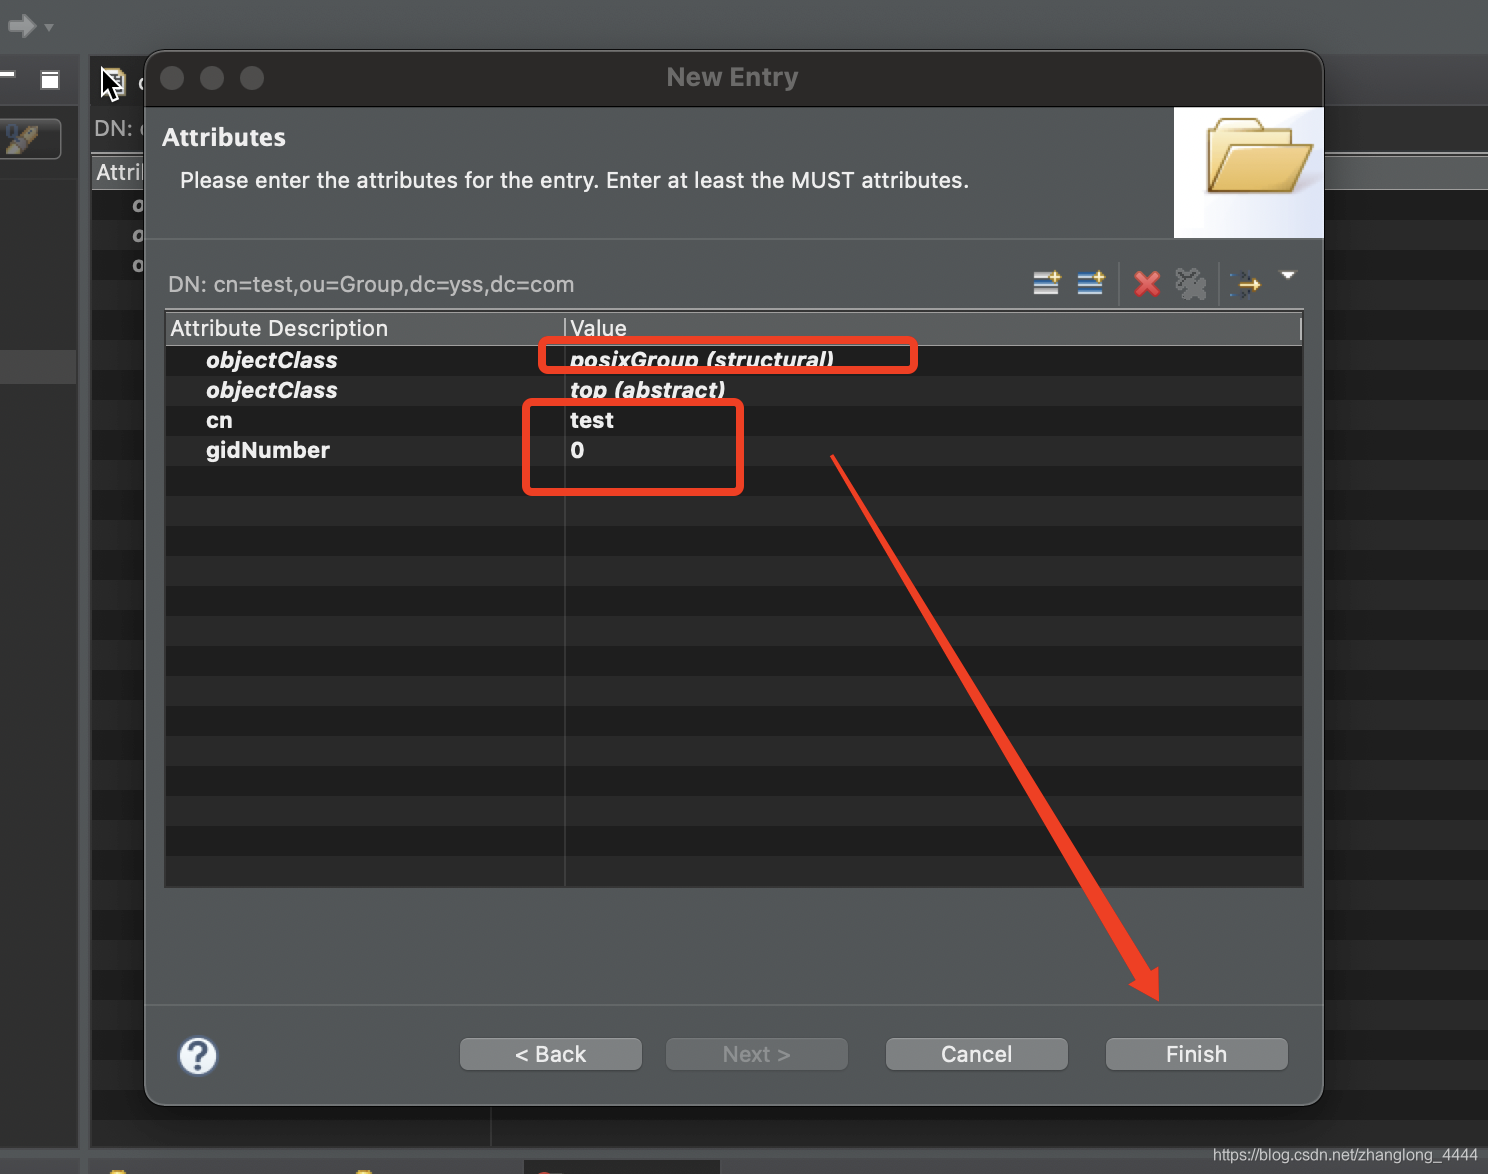 New Entry
DN:
Attributes
Please enter the attributes for the entry. Enter at least the MUST attributes.
DN: cn=test,ou=Group,dc=yss,dc=com
Attribute Description Value
objectClass posixGroup (structural)
objectClass top (abstract)
cn test
gidNumber 0
? < Back Next > Cancel Finish
https://blog.csdn.net/zhanglong_4444